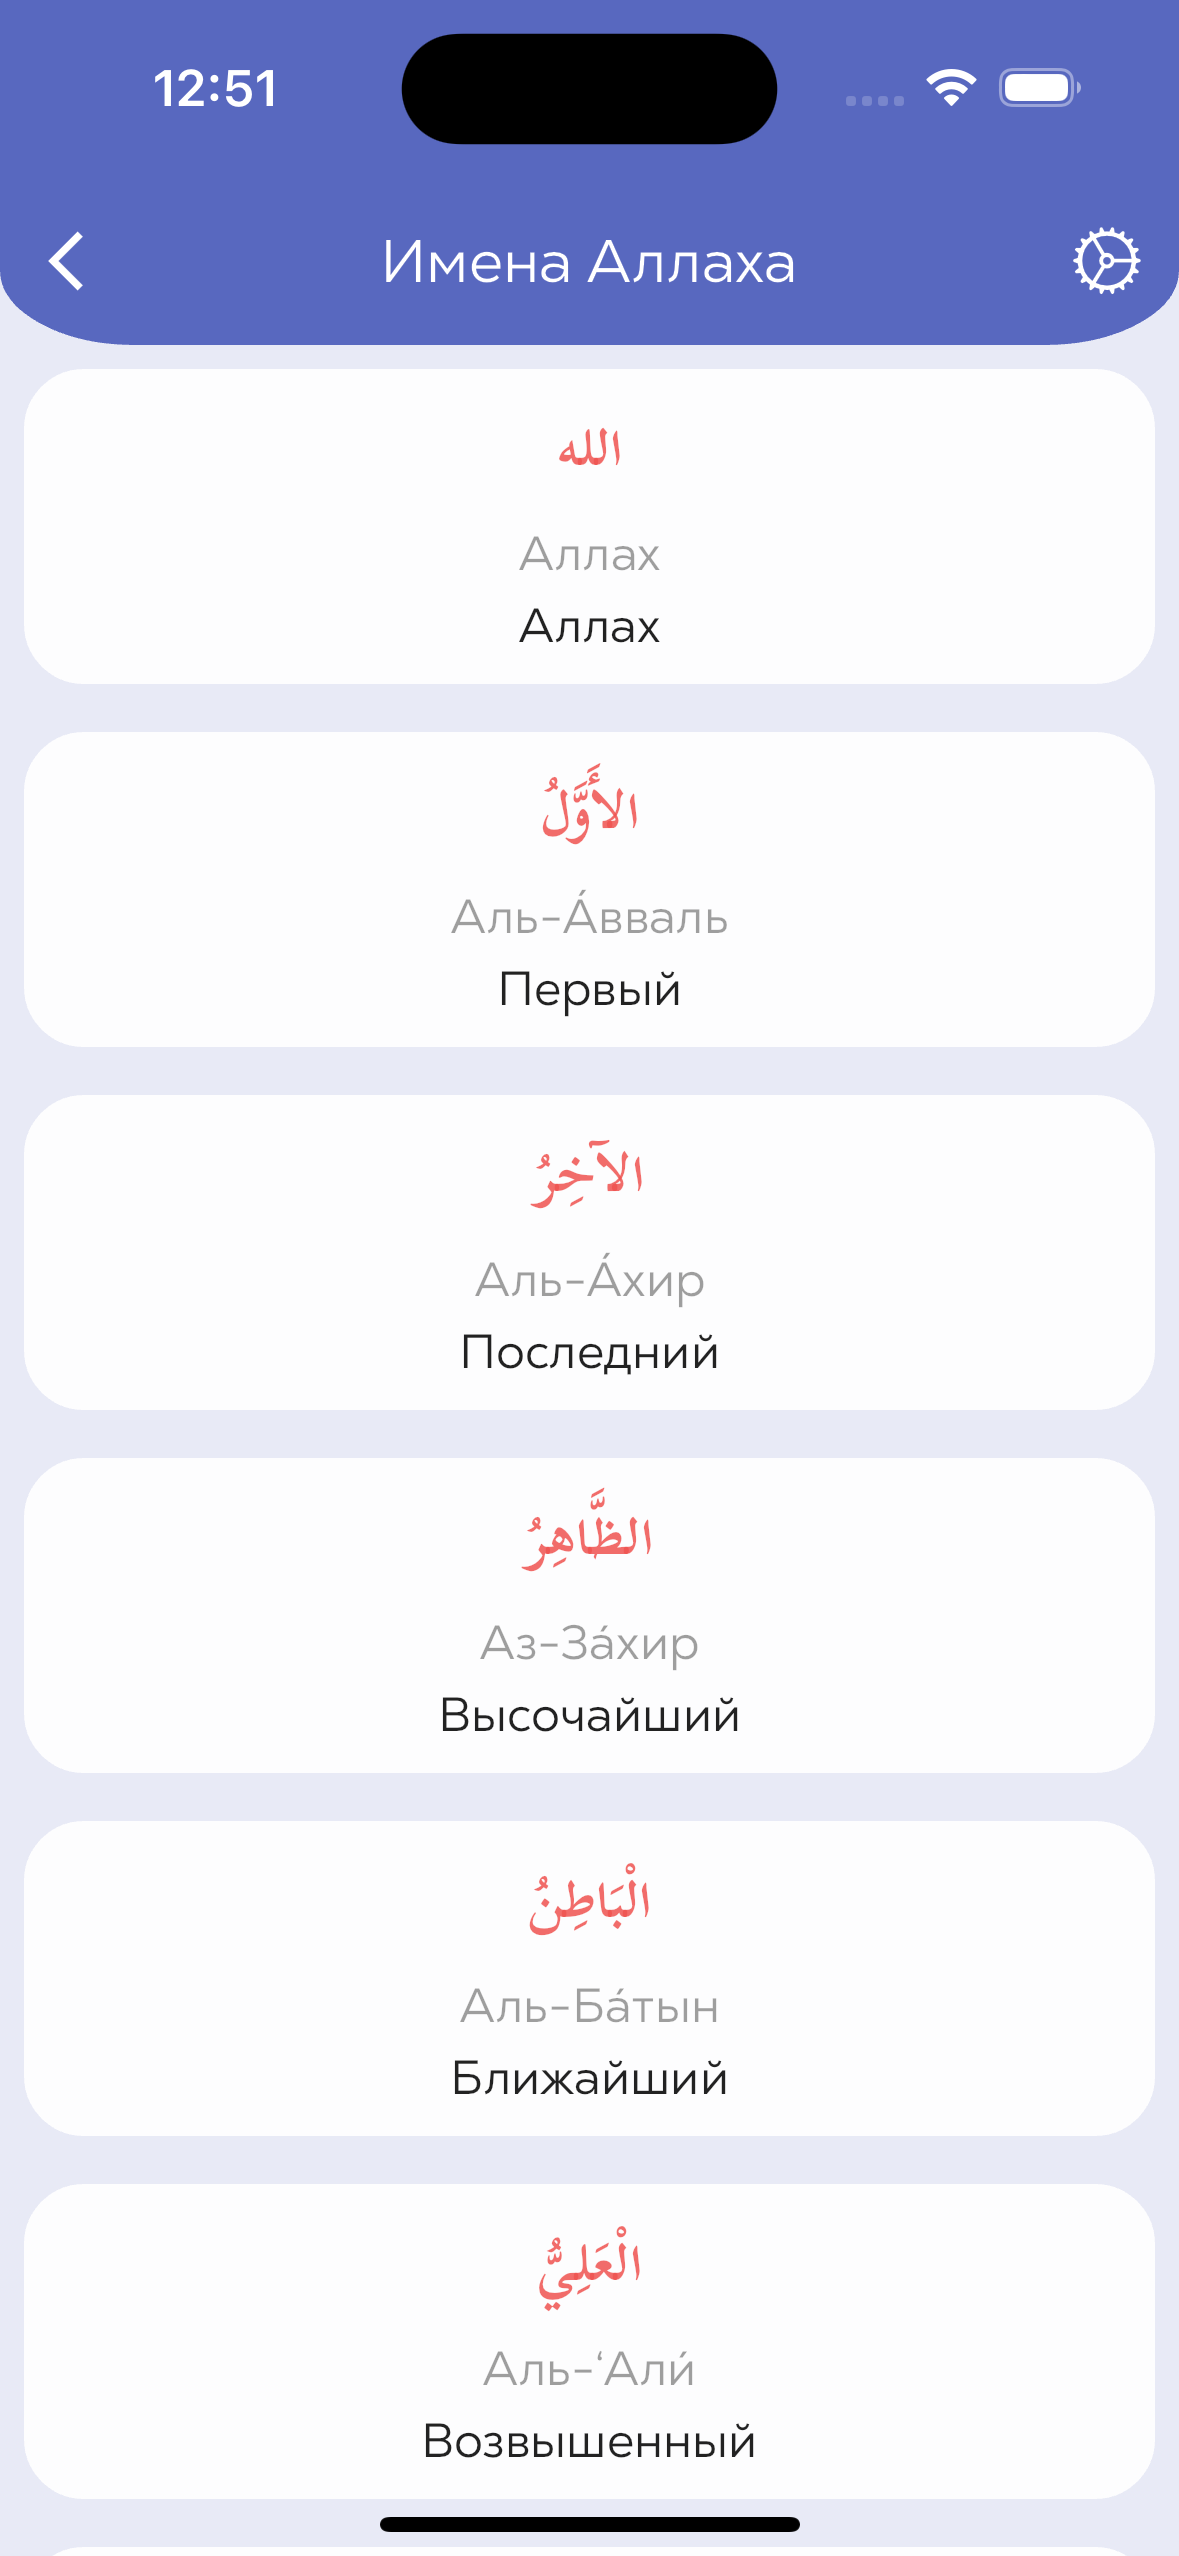 12:51
Имена Аллаха
الله
Аллах
Аллах
الأَوَّلُ
Аль-А́вваль
Первый
الآخِرُ
Аль-А́хир
Последний
الظَّاهِرُ
Аз-За́хир
Высочайший
الْبَاطِنُ
Аль-Ба́тын
Ближайший
الْعَلِيُّ
Аль-‘Али́
Возвышенный